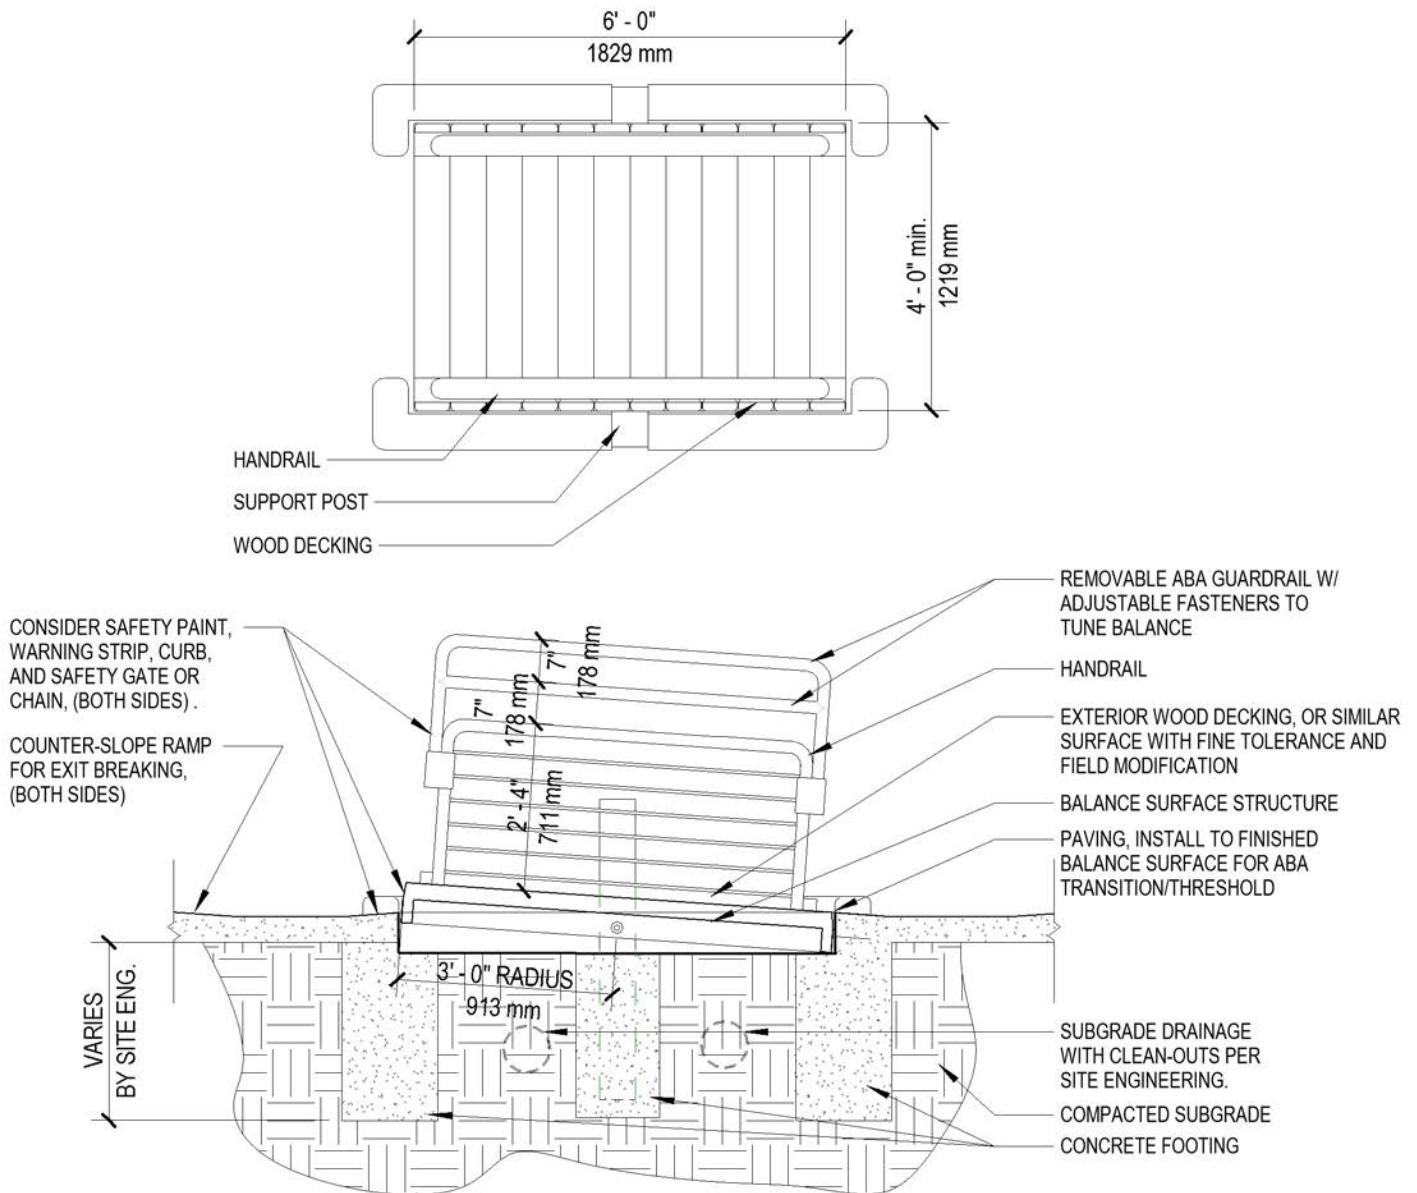 6' - 0"
1829 mm
4' - 0" min.
1219 mm
HANDRAIL
SUPPORT POST
WOOD DECKING
CONSIDER SAFETY PAINT,
WARNING STRIP, CURB,
AND SAFETY GATE OR
CHAIN, (BOTH SIDES) .
COUNTER-SLOPE RAMP
FOR EXIT BREAKING,
(BOTH SIDES)
7"
178 mm
7"
178 mm
2' - 4"
711 mm
REMOVABLE ABA GUARDRAIL W/
ADJUSTABLE FASTENERS TO
TUNE BALANCE
HANDRAIL
EXTERIOR WOOD DECKING, OR SIMILAR
SURFACE WITH FINE TOLERANCE AND
FIELD MODIFICATION
BALANCE SURFACE STRUCTURE
PAVING, INSTALL TO FINISHED
BALANCE SURFACE FOR ABA
TRANSITION/THRESHOLD
3' - 0" RADIUS
913 mm
VARIES
BY SITE ENG.
SUBGRADE DRAINAGE
WITH CLEAN-OUTS PER
SITE ENGINEERING.
COMPACTED SUBGRADE
CONCRETE FOOTING